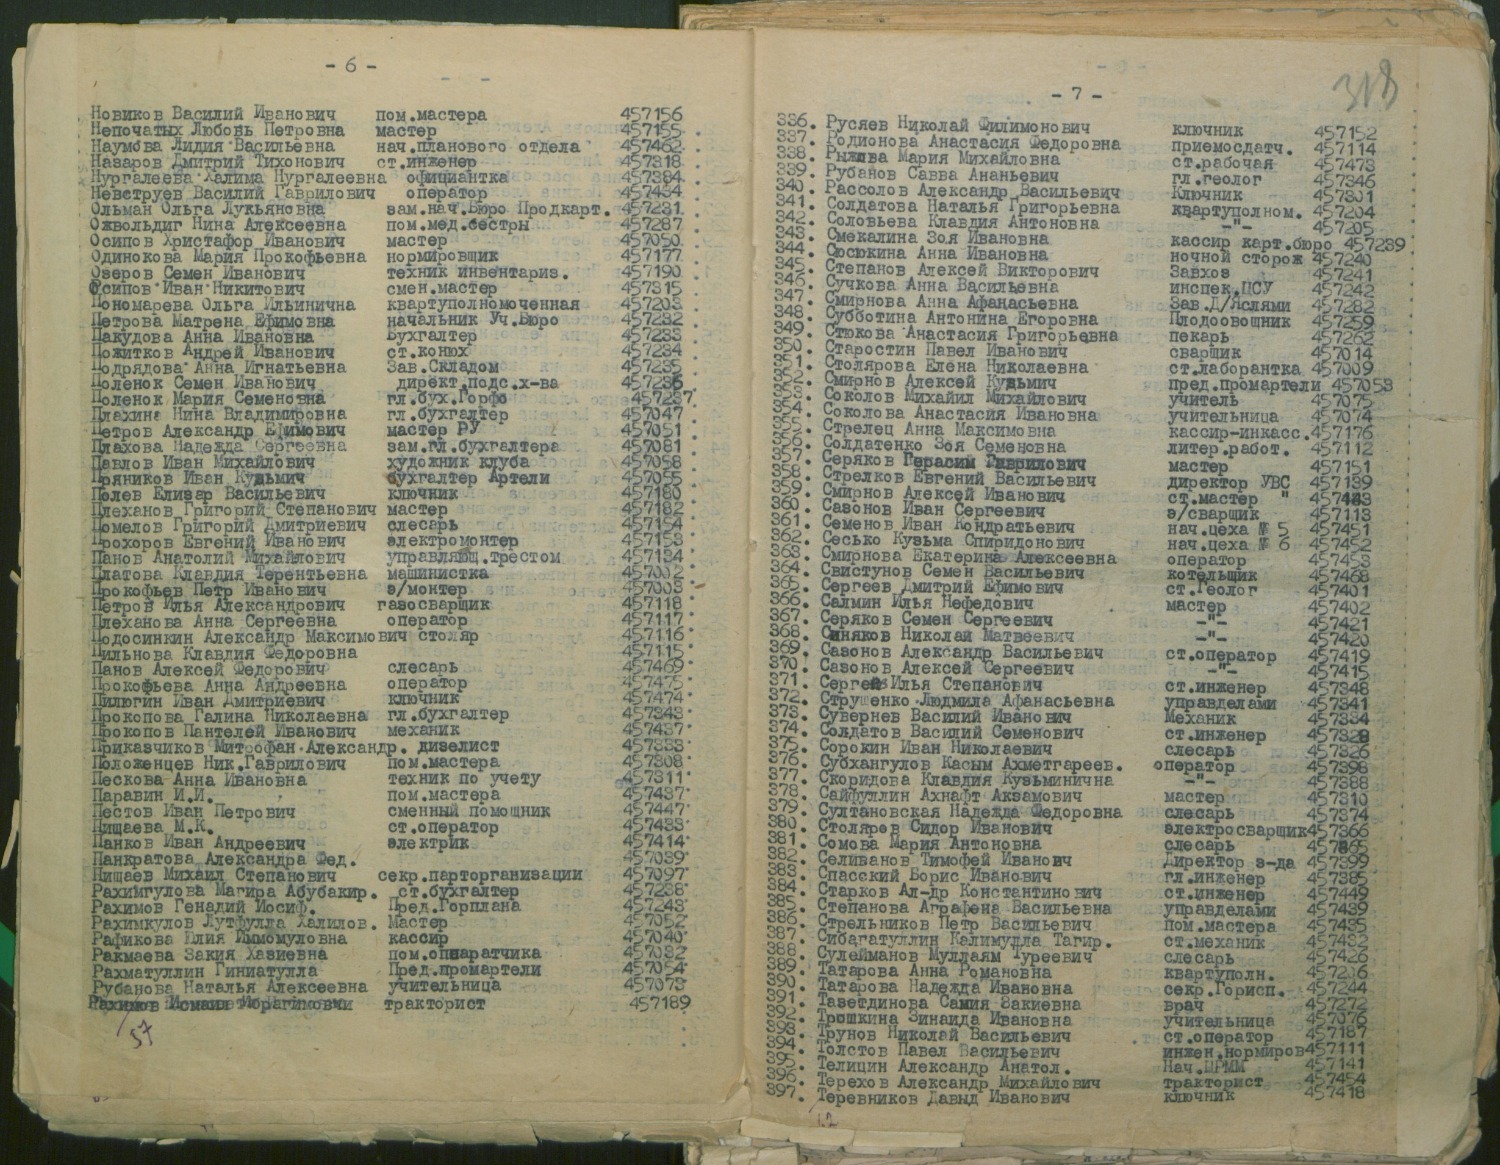 - 6 -
Новиков Василий Иванович пом.мастера 457156
Непочатых Любовь Петровна мастер 457155
Наумова Лидия Васильевна нач.планового отдела 457462
Назаров Дмитрий Тихонович ст.инженер 457318
Нургалеева Халима Нургалеевна официантка 457384
Невструев Василий Гаврилович оператор 457434
Ольман Ольга Лукьяновна зам.нач.Бюро Продкарт. 457231
Ожвольдиг Нина Алексеевна пом.мед.сестры 457287
Осипов Христафор Иванович мастер 457050
Одинокова Мария Прокофьевна нормировщик 457177
Озеров Семен Иванович техник инвентариз. 457190
Осипов Иван Никитович смен.мастер 457315
Пономарева Ольга Ильинична квартуполномоченная 457203
Петрова Матрена Ефимовна начальник Уч.Бюро 457232
Пакудова Анна Ивановна Бухгалтер 457233
Пожитков Андрей Иванович ст.конюх 457234
Подрядова Анна Игнатьевна Зав.Складом 457235
Поленок Семен Иванович директ.подс.х-ва 457236
Поленок Мария Семеновна гл.бух.Горфо 457237
Плахина Нина Владимировна гл.бухгалтер 457047
Петров Александр Ефимович мастер РУ 457051
Плахова Надежда Сергеевна зам.гл.бухгалтера 457081
Павлов Иван Михайлович художник клуба 457058
Пряников Иван Кузьмич бухгалтер Артели 457055
Полев Елизар Васильевич ключник 457180
Плеханов Григорий Степанович мастер 457182
Помелов Григорий Дмитриевич слесарь 457154
Прохоров Евгений Иванович электромонтер 457153
Панов Анатолий Михайлович управляющ.трестом 457134
Платова Клавдия Терентьевна машинистка 457002
Прокофьев Петр Иванович э/монтер 457003
Петров Илья Александрович газосварщик 457118
Плеханова Анна Сергеевна оператор 457117
Подосинкин Александр Максимович столяр 457116
Пильнова Клавдия Федоровна 457115
Панов Алексей Федорович слесарь 457469
Прокофьева Анна Андреевна оператор 457475
Пилюгин Иван Дмитриевич ключник 457474
Прокопова Галина Николаевна гл.бухгалтер 457343
Прокопов Пантелей Иванович механик 457437
Приказчиков Митрофан Александр. дизелист 457333
Положенцев Ник.Гаврилович пом.мастера 457308
Пескова Анна Ивановна техник по учету 457311
Паравин И.И. пом.мастера 457437
Пестов Иван Петрович сменный помощник 457447
Пищаева М.К. ст.оператор 457433
Панков Иван Андреевич электрик 457414
Панкратова Александра Фед. 457039
Пищаев Михаил Степанович секр.парторганизации 457097
Рахимгулова Магира Абубакир. ст.бухгалтер 457238
Рахимов Генадий Иосиф. Пред.Горплана 457243
Рахимкулов Лутфулла Халилов. Мастер 457052
Рафикова Юлия Иммомуловна кассир 457040
Ракмаева Закия Хазиевна пом.аппаратчика 457032
Рахматуллин Гиниатулла Пред.промартели 457054
Рубанова Наталья Алексеевна учительница 457073
Рахимов тракторист 457189
37
318
- 7 -
336. Русяев Николай Филимонович ключник 457152
337. Родионова Анастасия Федоровна приемосдатч. 457114
338. Рыжова Мария Михайловна ст.рабочая 457473
339. Рубанов Савва Ананьевич гл.геолог 457346
340. Рассолов Александр Васильевич Ключник 457301
341. Солдатова Наталья Григорьевна квартуполном. 457204
342. Соловьева Клавдия Антоновна -"- 457205
343. Смекалина Зоя Ивановна кассир карт.бюро 457239
344. Сюсюкина Анна Ивановна ночной сторож 457240
345. Степанов Алексей Викторович Завхоз 457241
346. Сучкова Анна Васильевна инспек.ЦСУ 457242
347. Смирнова Анна Афанасьевна Зав.Д/Яслями 457282
348. Субботина Антонина Егоровна Плодоовощник 457259
349. Стюкова Анастасия Григорьевна пекарь 457262
350. Старостин Павел Иванович сварщик 457014
351. Столярова Елена Николаевна ст.лаборантка 457009
352. Смирнов Алексей Кузьмич пред.промартели 457053
353. Соколов Михайил Михайлович учитель 457075
354. Соколова Анастасия Ивановна учительница 457074
355. Стрелец Анна Максимовна кассир-инкасс. 457176
356. Солдатенко Зоя Семеновна литер.работ. 457112
357. Серяков Герасим Гаврилович мастер 457151
358. Стрелков Евгений Васильевич директор УВС 457139
359. Смирнов Алексей Иванович ст.мастер " 457143
360. Сазонов Иван Сергеевич э/сварщик 457113
361. Семенов Иван Кондратьевич нач.цеха № 5 457451
362. Сесько Кузьма Спиридонович нач.цеха № 6 457452
363. Смирнова Екатерина Алексеевна оператор 457453
364. Свистунов Семен Васильевич котельщик 457468
365. Сергеев Дмитрий Ефимович ст.Геолог 457401
366. Салмин Илья Нефедович мастер 457402
367. Серяков Семен Сергеевич -"- 457421
368. Синяков Николай Матвеевич -"- 457420
369. Сазонов Александр Васильевич ст.оператор 457419
370. Сазонов Алексей Сергеевич -"- 457415
371. Сергеев Илья Степанович ст.инженер 457348
372. Струшенко Людмила Афанасьевна управделами 457341
373. Сувернев Василий Иванович Механик 457334
374. Солдатов Василий Семенович ст.инженер 457329
375. Сорокин Иван Николаевич слесарь 457326
376. Субхангулов Касым Ахметгареев. оператор 457396
377. Скоридова Клавдия Кузьминична -"- 457388
378. Сайфуллин Ахнафт Акзамович мастер 457310
379. Султановская Надежда Федоровна слесарь 457374
380. Столяров Сидор Иванович электросварщик 457366
381. Сомова Мария Антоновна слесарь
382. Селиванов Тимофей Иванович Директор з-да 457399
383. Спасский Борис Иванович гл.инженер 457385
384. Старков Ал-др Константинович ст.инженер 457449
385. Степанова Аграфена Васильевна управделами 457439
386. Стрельников Петр Васильевич пом.мастера 457435
387. Сибагатуллин Калимулла Тагир. ст.механик 457432
388. Сулейманов Муллаям Туреевич слесарь 457426
389. Татарова Анна Романовна квартуполн. 457206
390. Татарова Надежда Ивановна секр.Горисп. 457244
391. Таветдинова Самия Закиевна врач 457272
392. Трошкина Зинаида Ивановна учительница 457076
393. Трунов Николай Васильевич ст.оператор 457187
394. Толстов Павел Васильевич инжен.нормиров 457111
395. Телицин Александр Анатол. Нач.ПРММ 457141
396. Терехов Александр Михайлович тракторист 457454
397. Теревников Давыд Иванович ключник 457418